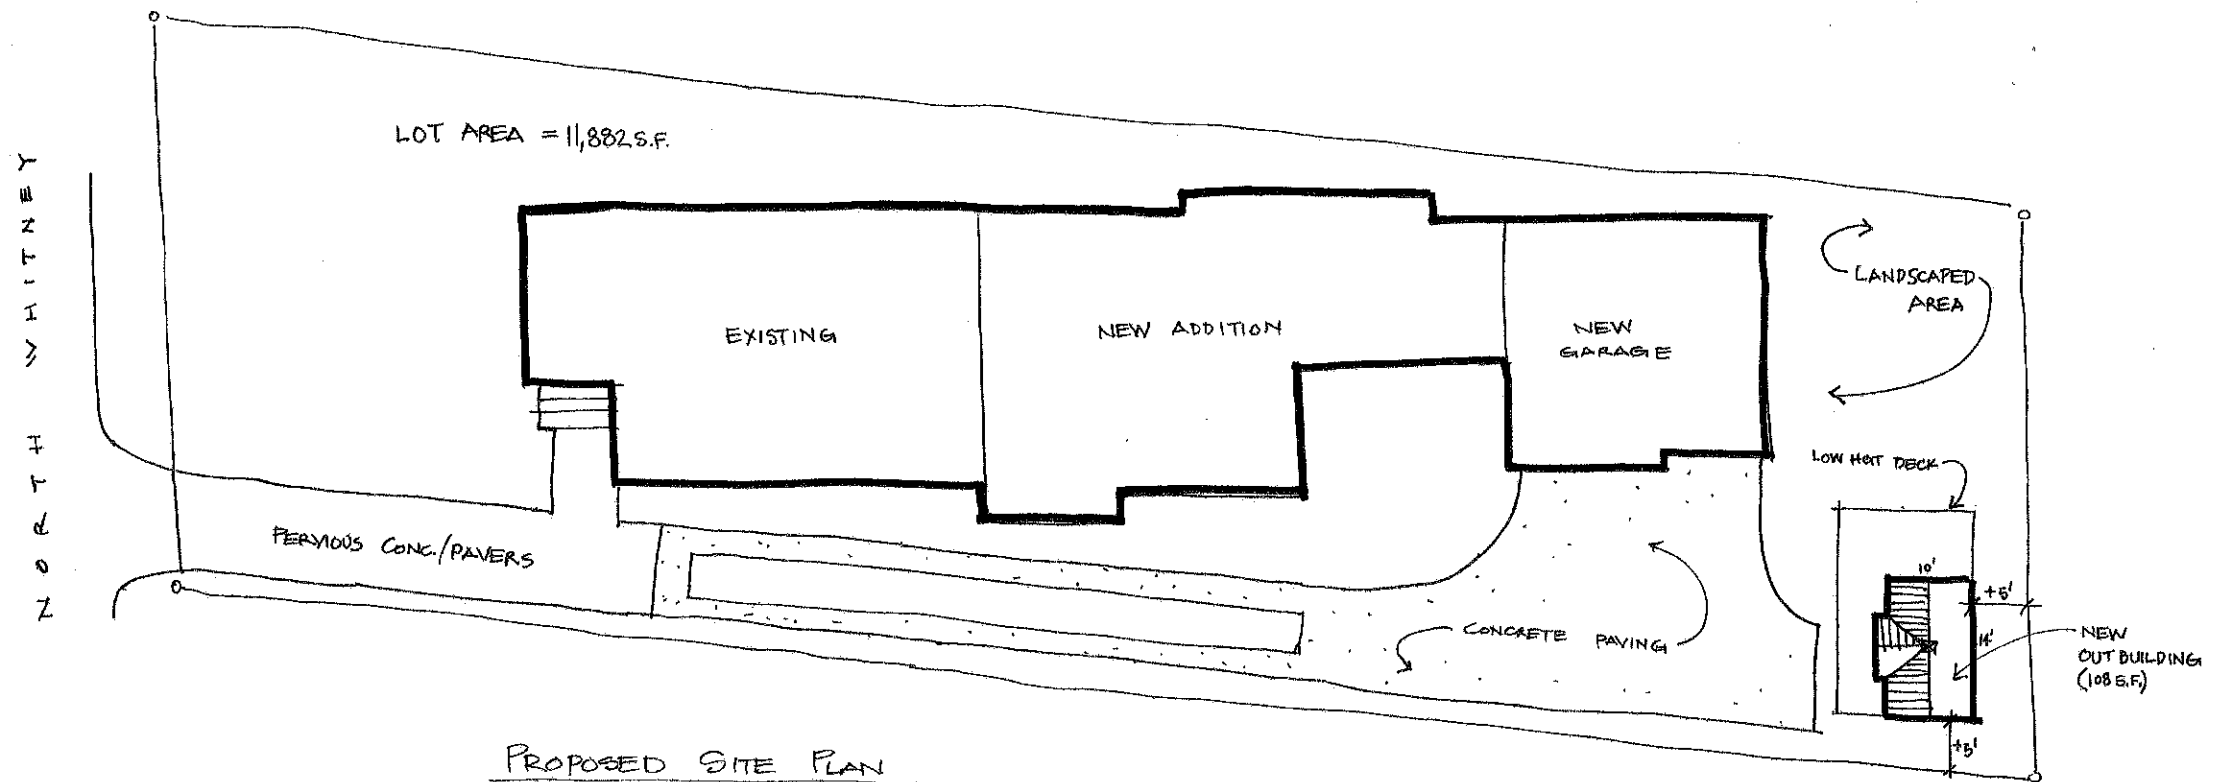 LOT AREA = 11,882 S.F.
NORTH WHITNEY
EXISTING
NEW ADDITION
NEW
GARAGE
LANDSCAPED
AREA
LOW HGT DECK
PERVIOUS CONC./PAVERS
CONCRETE PAVING
10'
+5'
14'
NEW
OUT BUILDING
(108 S.F.)
+5'
PROPOSED SITE PLAN